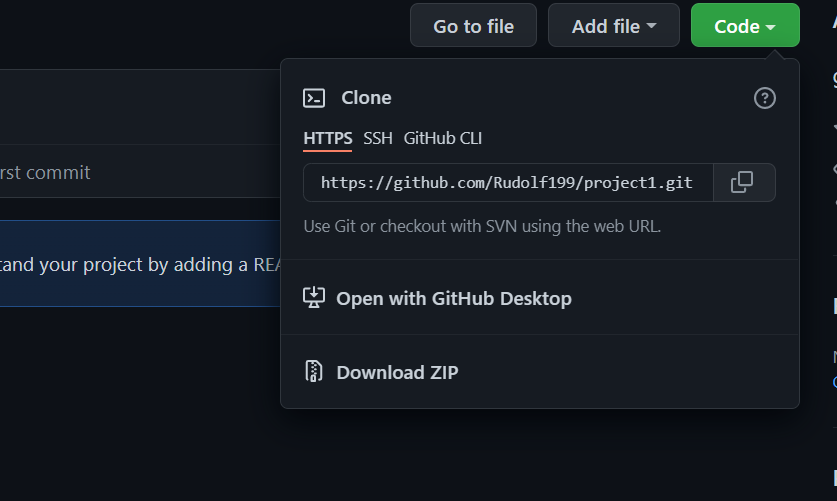 Go to file Add file Code
Clone
HTTPS SSH GitHub CLI
rst commit
https://github.com/Rudolf199/project1.git
Use Git or checkout with SVN using the web URL.
tand your project by adding a REA
Open with GitHub Desktop
Download ZIP